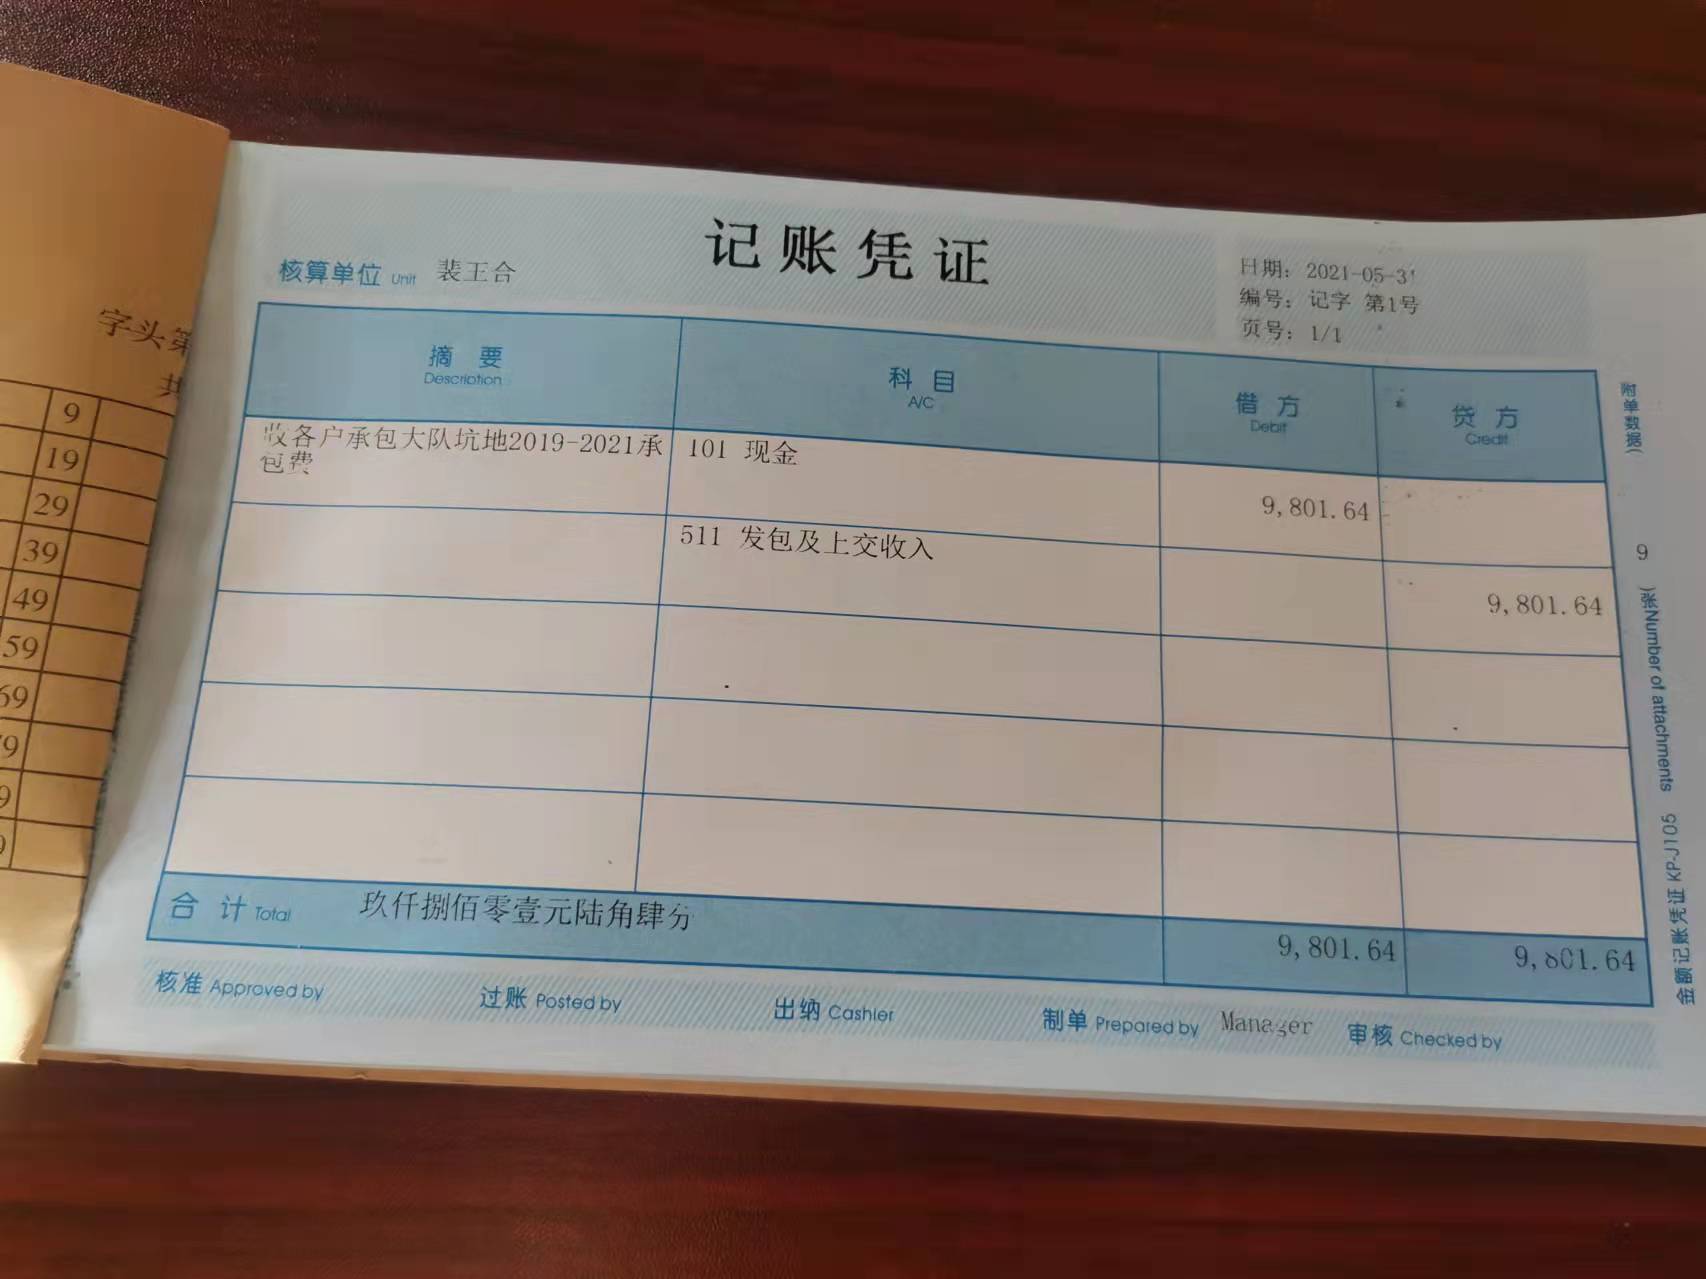 记账凭证
核算单位 Unit 裴王合
日期：2021-05-31
编号：记字 第1号
页号：1/1
摘 要 科 目 借 方 贷 方
Description A/C Debit Credit
收各户承包大队坑地2019-2021承 101 现金
包费
9,801.64
511 发包及上交收入
9,801.64
合 计 Total 玖仟捌佰零壹元陆角肆分 9,801.64 9,801.64
核准 Approved by 过账 Posted by 出纳 Cashier 制单 Prepared by Manager 审核 Checked by
附单数据） 9 ）张Number of attachments
金额记账凭证 KP-J105
字头第
共
9
19
29
39
49
59
69